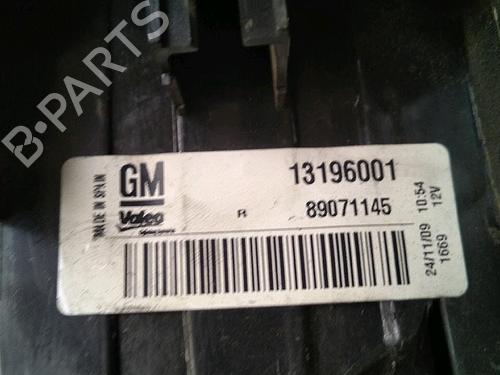 B-PARTS
MADE IN SPAIN
GM
Valeo
13196001
R
89071145
24/11/09 10:54
1669 12V